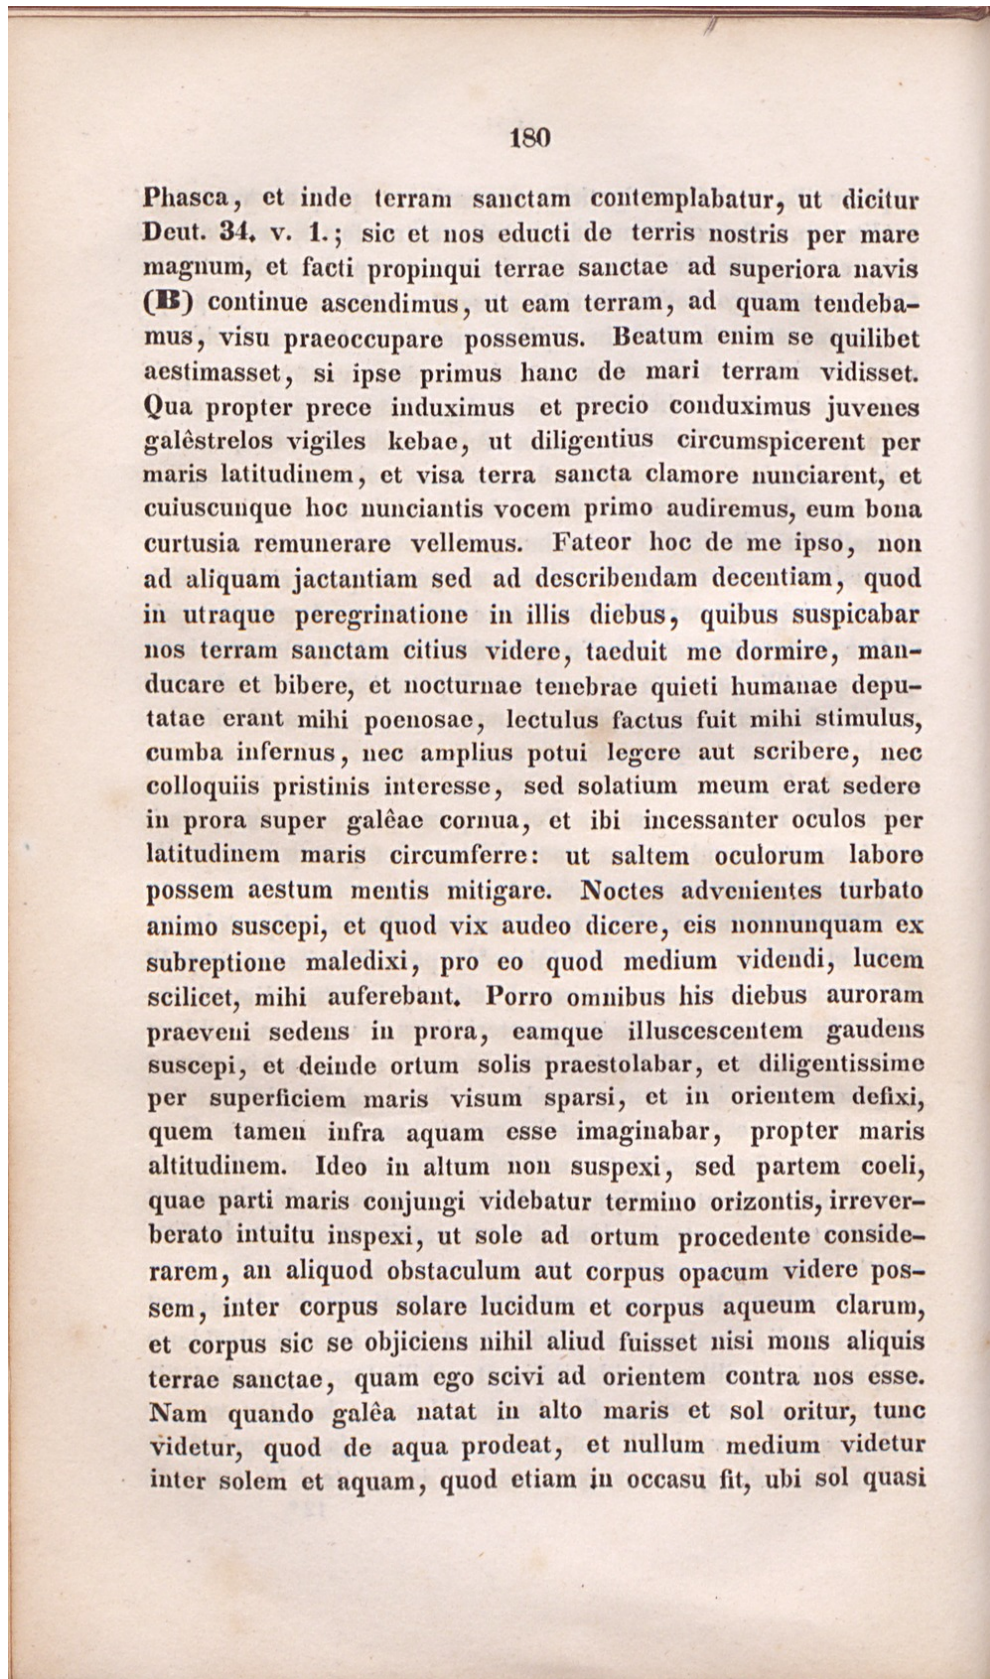 180
Phasca, et inde terram sanctam contemplabatur, ut dicitur
Deut. 34. v. 1.; sic et nos educti de terris nostris per mare
magnum, et facti propinqui terrae sanctae ad superiora navis
(B) continue ascendimus, ut eam terram, ad quam tendeba-
mus, visu praeoccupare possemus. Beatum enim se quilibet
aestimasset, si ipse primus hanc de mari terram vidisset.
Qua propter prece induximus et precio conduximus juvenes
galêstrelos vigiles kebae, ut diligentius circumspicerent per
maris latitudinem, et visa terra sancta clamore nunciarent, et
cuiuscunque hoc nunciantis vocem primo audiremus, eum bona
curtusia remunerare vellemus. Fateor hoc de me ipso, non
ad aliquam jactantiam sed ad describendam decentiam, quod
in utraque peregrinatione in illis diebus, quibus suspicabar
nos terram sanctam citius videre, taeduit me dormire, man-
ducare et bibere, et nocturnae tenebrae quieti humanae depu-
tatae erant mihi poenosae, lectulus factus fuit mihi stimulus,
cumba infernus, nec amplius potui legere aut scribere, nec
colloquiis pristinis interesse, sed solatium meum erat sedere
in prora super galêae cornua, et ibi incessanter oculos per
latitudinem maris circumferre: ut saltem oculorum labore
possem aestum mentis mitigare. Noctes advenientes turbato
animo suscepi, et quod vix audeo dicere, eis nonnunquam ex
subreptione maledixi, pro eo quod medium videndi, lucem
scilicet, mihi auferebant. Porro omnibus his diebus auroram
praeveni sedens in prora, eamque illuscescentem gaudens
suscepi, et deinde ortum solis praestolabar, et diligentissime
per superficiem maris visum sparsi, et in orientem defixi,
quem tamen infra aquam esse imaginabar, propter maris
altitudinem. Ideo in altum non suspexi, sed partem coeli,
quae parti maris conjungi videbatur termino orizontis, irrever-
berato intuitu inspexi, ut sole ad ortum procedente conside-
rarem, an aliquod obstaculum aut corpus opacum videre pos-
sem, inter corpus solare lucidum et corpus aqueum clarum,
et corpus sic se objiciens nihil aliud fuisset nisi mons aliquis
terrae sanctae, quam ego scivi ad orientem contra nos esse.
Nam quando galêa natat in alto maris et sol oritur, tunc
videtur, quod de aqua prodeat, et nullum medium videtur
inter solem et aquam, quod etiam in occasu fit, ubi sol quasi